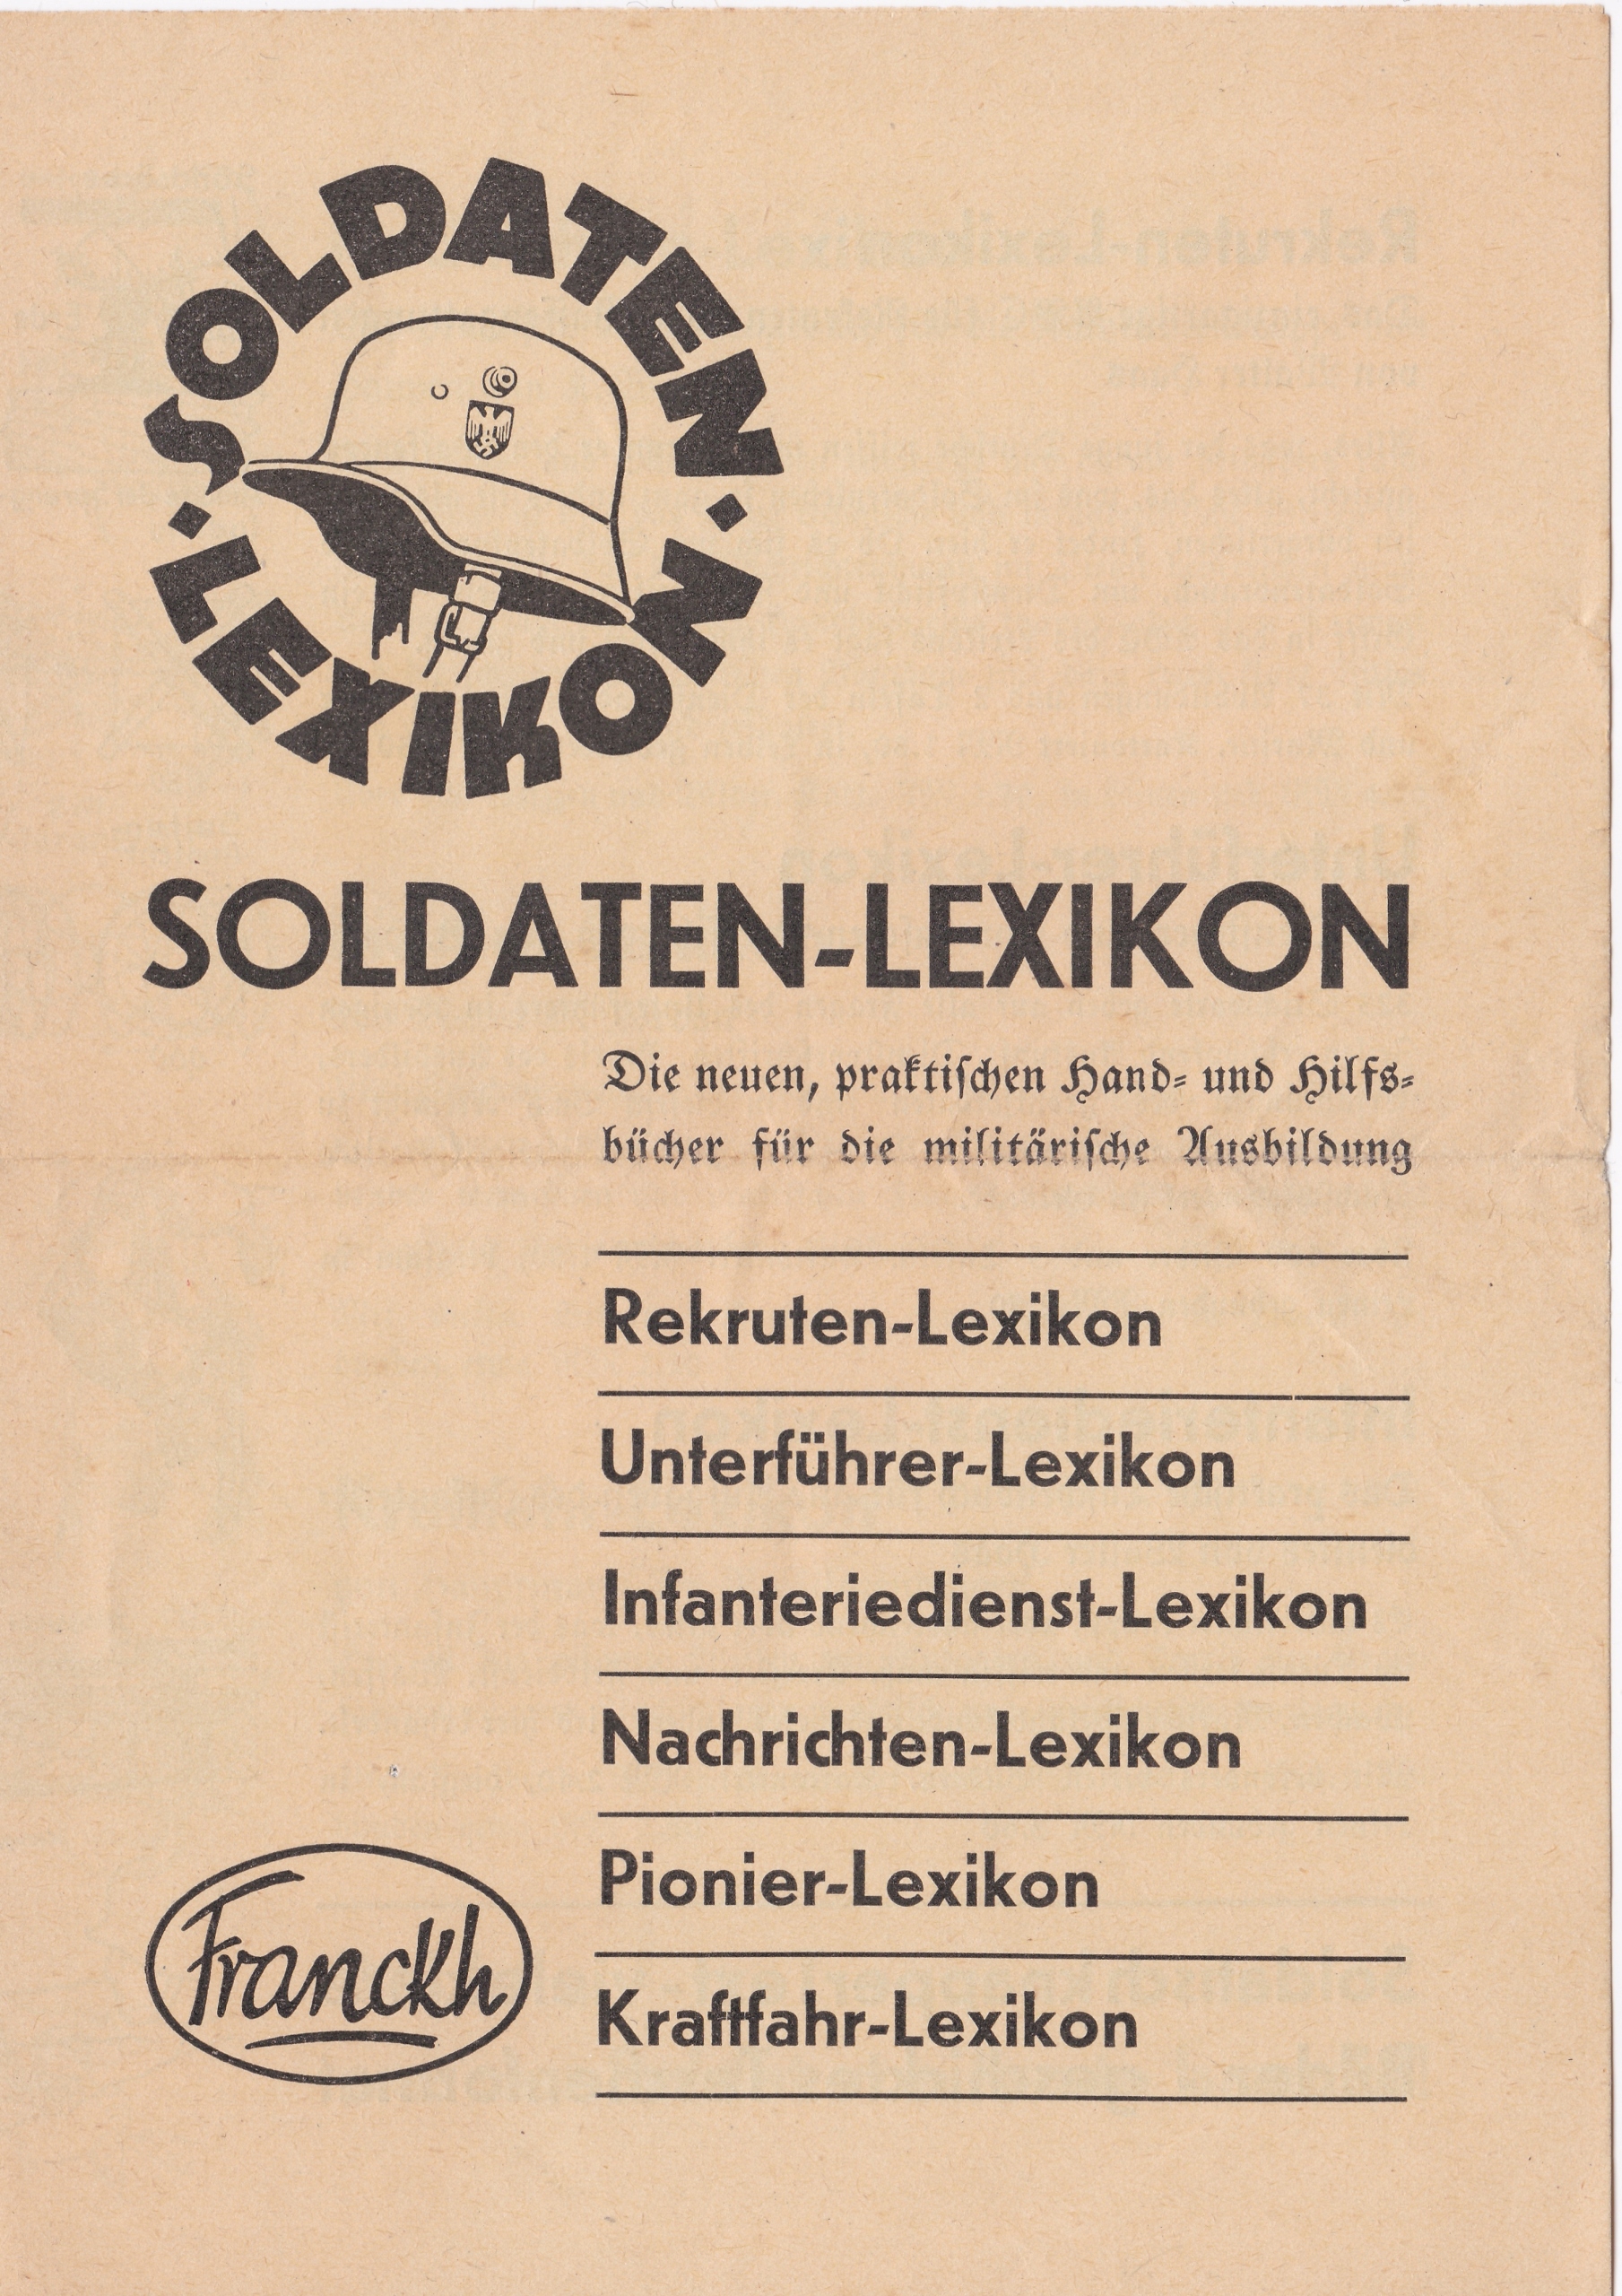 SOLDATEN · LEXIKON ·
SOLDATEN-LEXIKON
Die neuen, praktiſchen Hand- und Hilfs-
bücher für die militäriſche Ausbildung
Rekruten-Lexikon
Unterführer-Lexikon
Infanteriedienst-Lexikon
Nachrichten-Lexikon
Pionier-Lexikon
Kraftfahr-Lexikon
Franckh